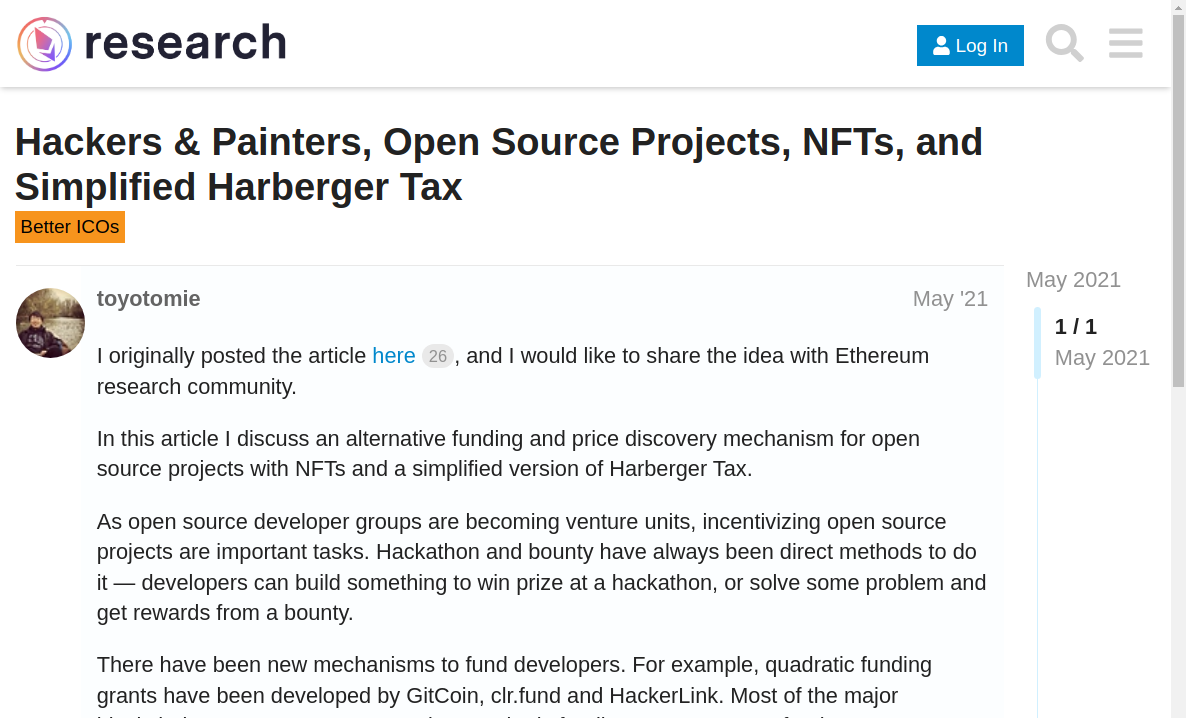 research
Log In
Hackers & Painters, Open Source Projects, NFTs, and
Simplified Harberger Tax
Better ICOs
May 2021
toyotomie
May '21
1 / 1
May 2021
I originally posted the article here 26, and I would like to share the idea with Ethereum
research community.
In this article I discuss an alternative funding and price discovery mechanism for open
source projects with NFTs and a simplified version of Harberger Tax.
As open source developer groups are becoming venture units, incentivizing open source
projects are important tasks. Hackathon and bounty have always been direct methods to do
it — developers can build something to win prize at a hackathon, or solve some problem and
get rewards from a bounty.
There have been new mechanisms to fund developers. For example, quadratic funding
grants have been developed by GitCoin, clr.fund and HackerLink. Most of the major